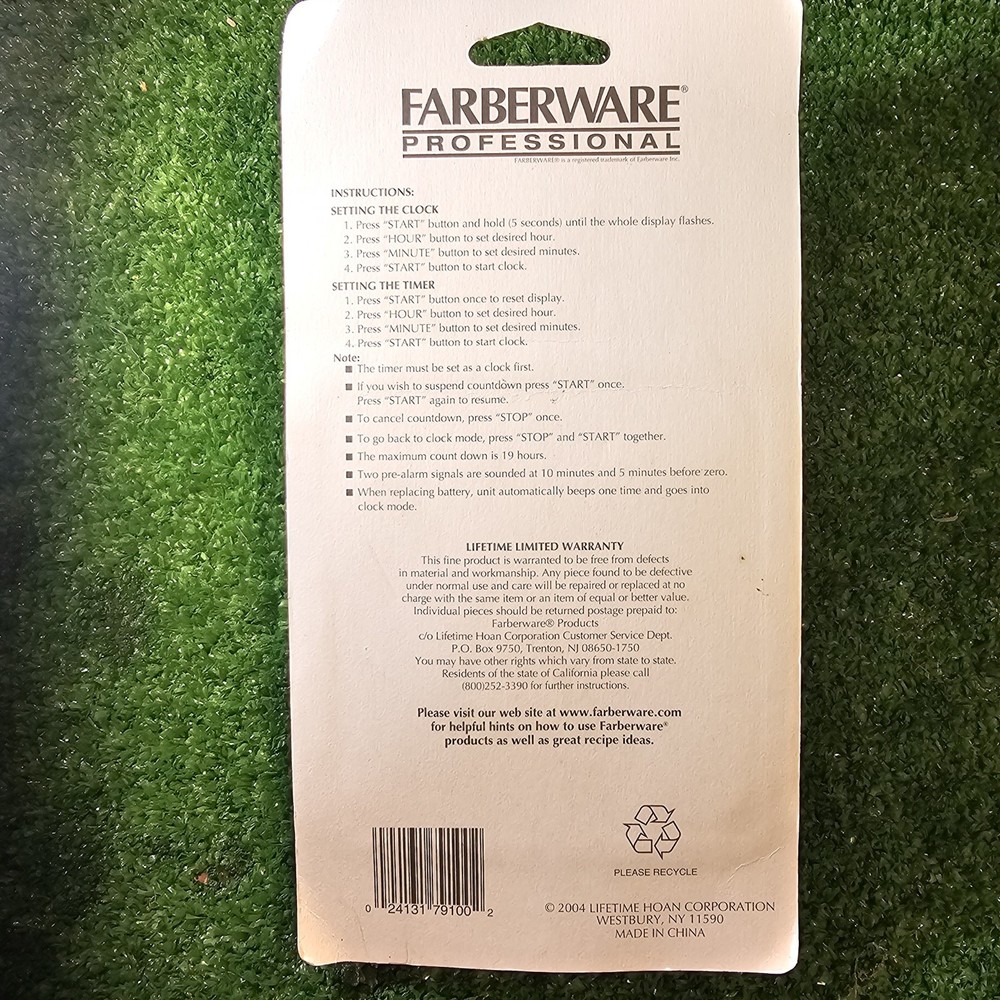 FARBERWARE®
PROFESSIONAL
FARBERWARE® is a registered trademark of Farberware Inc.
INSTRUCTIONS:
SETTING THE CLOCK
1. Press "START" button and hold (5 seconds) until the whole display flashes.
2. Press "HOUR" button to set desired hour.
3. Press "MINUTE" button to set desired minutes.
4. Press "START" button to start clock.
SETTING THE TIMER
1. Press "START" button once to reset display.
2. Press "HOUR" button to set desired hour.
3. Press "MINUTE" button to set desired minutes.
4. Press "START" button to start clock.
Note:
■ The timer must be set as a clock first.
■ If you wish to suspend countdown press "START" once.
Press "START" again to resume.
■ To cancel countdown, press "STOP" once.
■ To go back to clock mode, press "STOP" and "START" together.
■ The maximum count down is 19 hours.
■ Two pre-alarm signals are sounded at 10 minutes and 5 minutes before zero.
■ When replacing battery, unit automatically beeps one time and goes into
clock mode.
LIFETIME LIMITED WARRANTY
This fine product is warranted to be free from defects
in material and workmanship. Any piece found to be defective
under normal use and care will be repaired or replaced at no
charge with the same item or an item of equal or better value.
Individual pieces should be returned postage prepaid to:
Farberware® Products
c/o Lifetime Hoan Corporation Customer Service Dept.
P.O. Box 9750, Trenton, NJ 08650-1750
You may have other rights which vary from state to state.
Residents of the state of California please call
(800)252-3390 for further instructions.
Please visit our web site at www.farberware.com
for helpful hints on how to use Farberware®
products as well as great recipe ideas.
PLEASE RECYCLE
0 24131 79100 2
© 2004 LIFETIME HOAN CORPORATION
WESTBURY, NY 11590
MADE IN CHINA